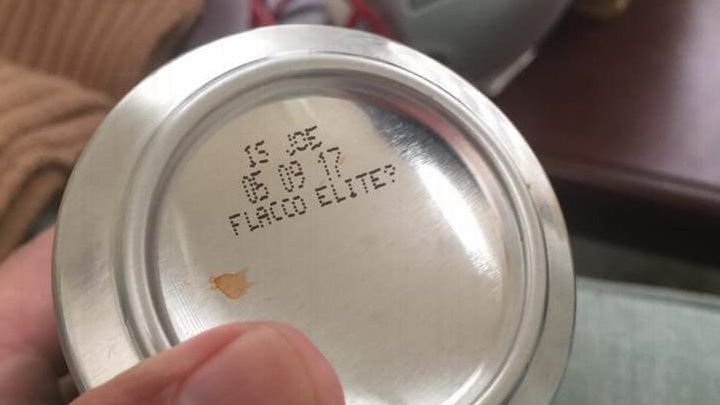 IS JOE
05 09 17
FLACCO ELITE?